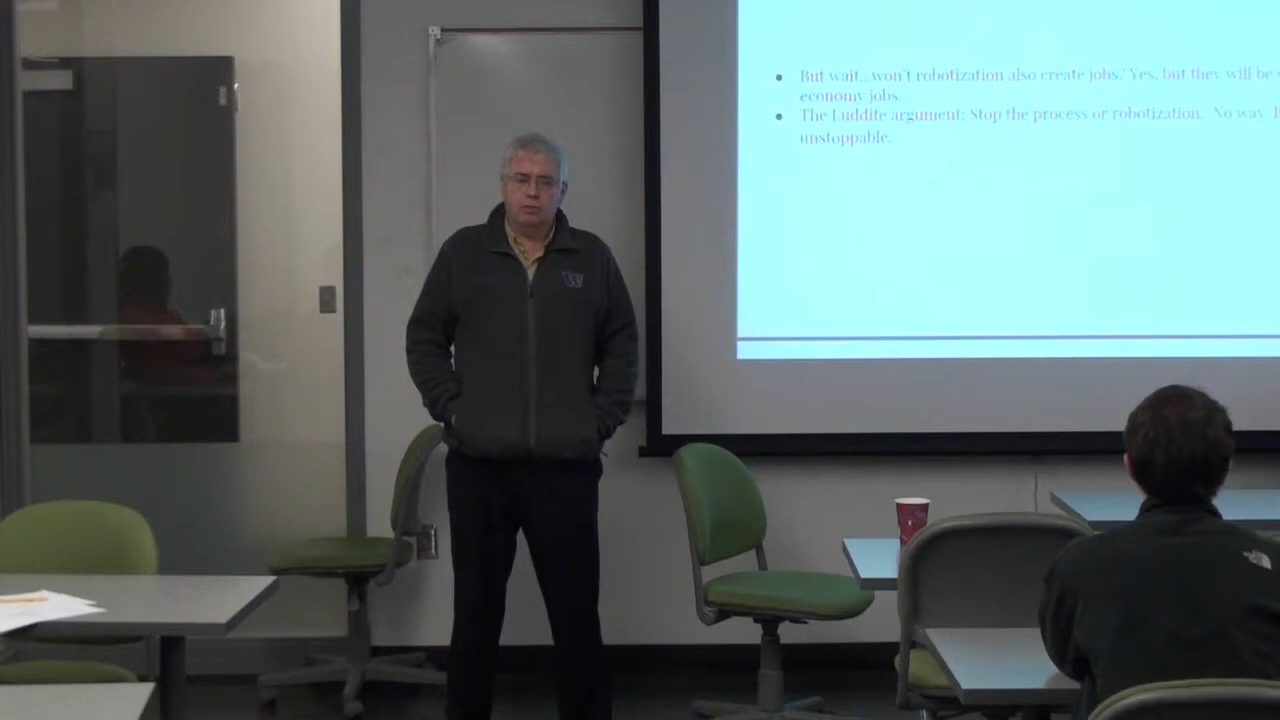 But wait...won't robotization also create jobs? Yes, but they will be
economy jobs.
The Luddite argument: Stop the process or robotization. No way.
unstoppable.
W